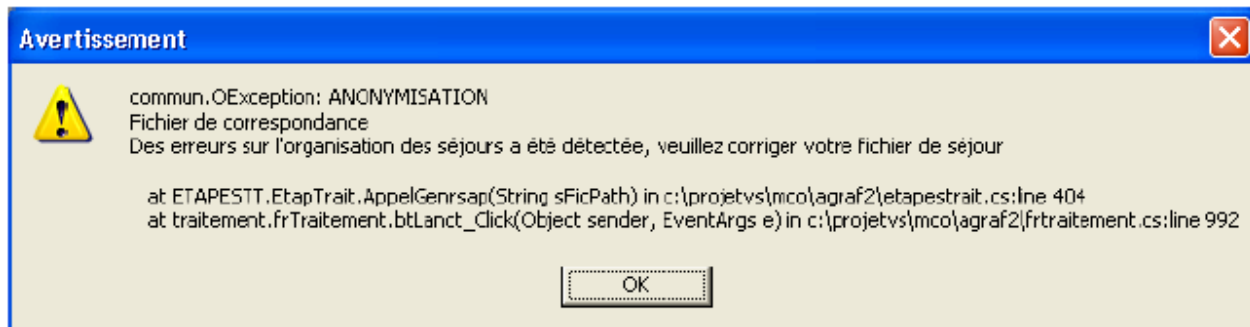 Avertissement
commun.OException: ANONYMISATION
Fichier de correspondance
Des erreurs sur l'organisation des séjours a été détectée, veuillez corriger votre fichier de séjour
at ETAPESTT.EtapTrait.AppelGenrsap(String sFicPath) in c:\projetvs\mco\agraf2\etapestrait.cs:line 404
at traitement.frTraitement.btLanct_Click(Object sender, EventArgs e) in c:\projetvs\mco\agraf2\frtraitement.cs:line 992
OK